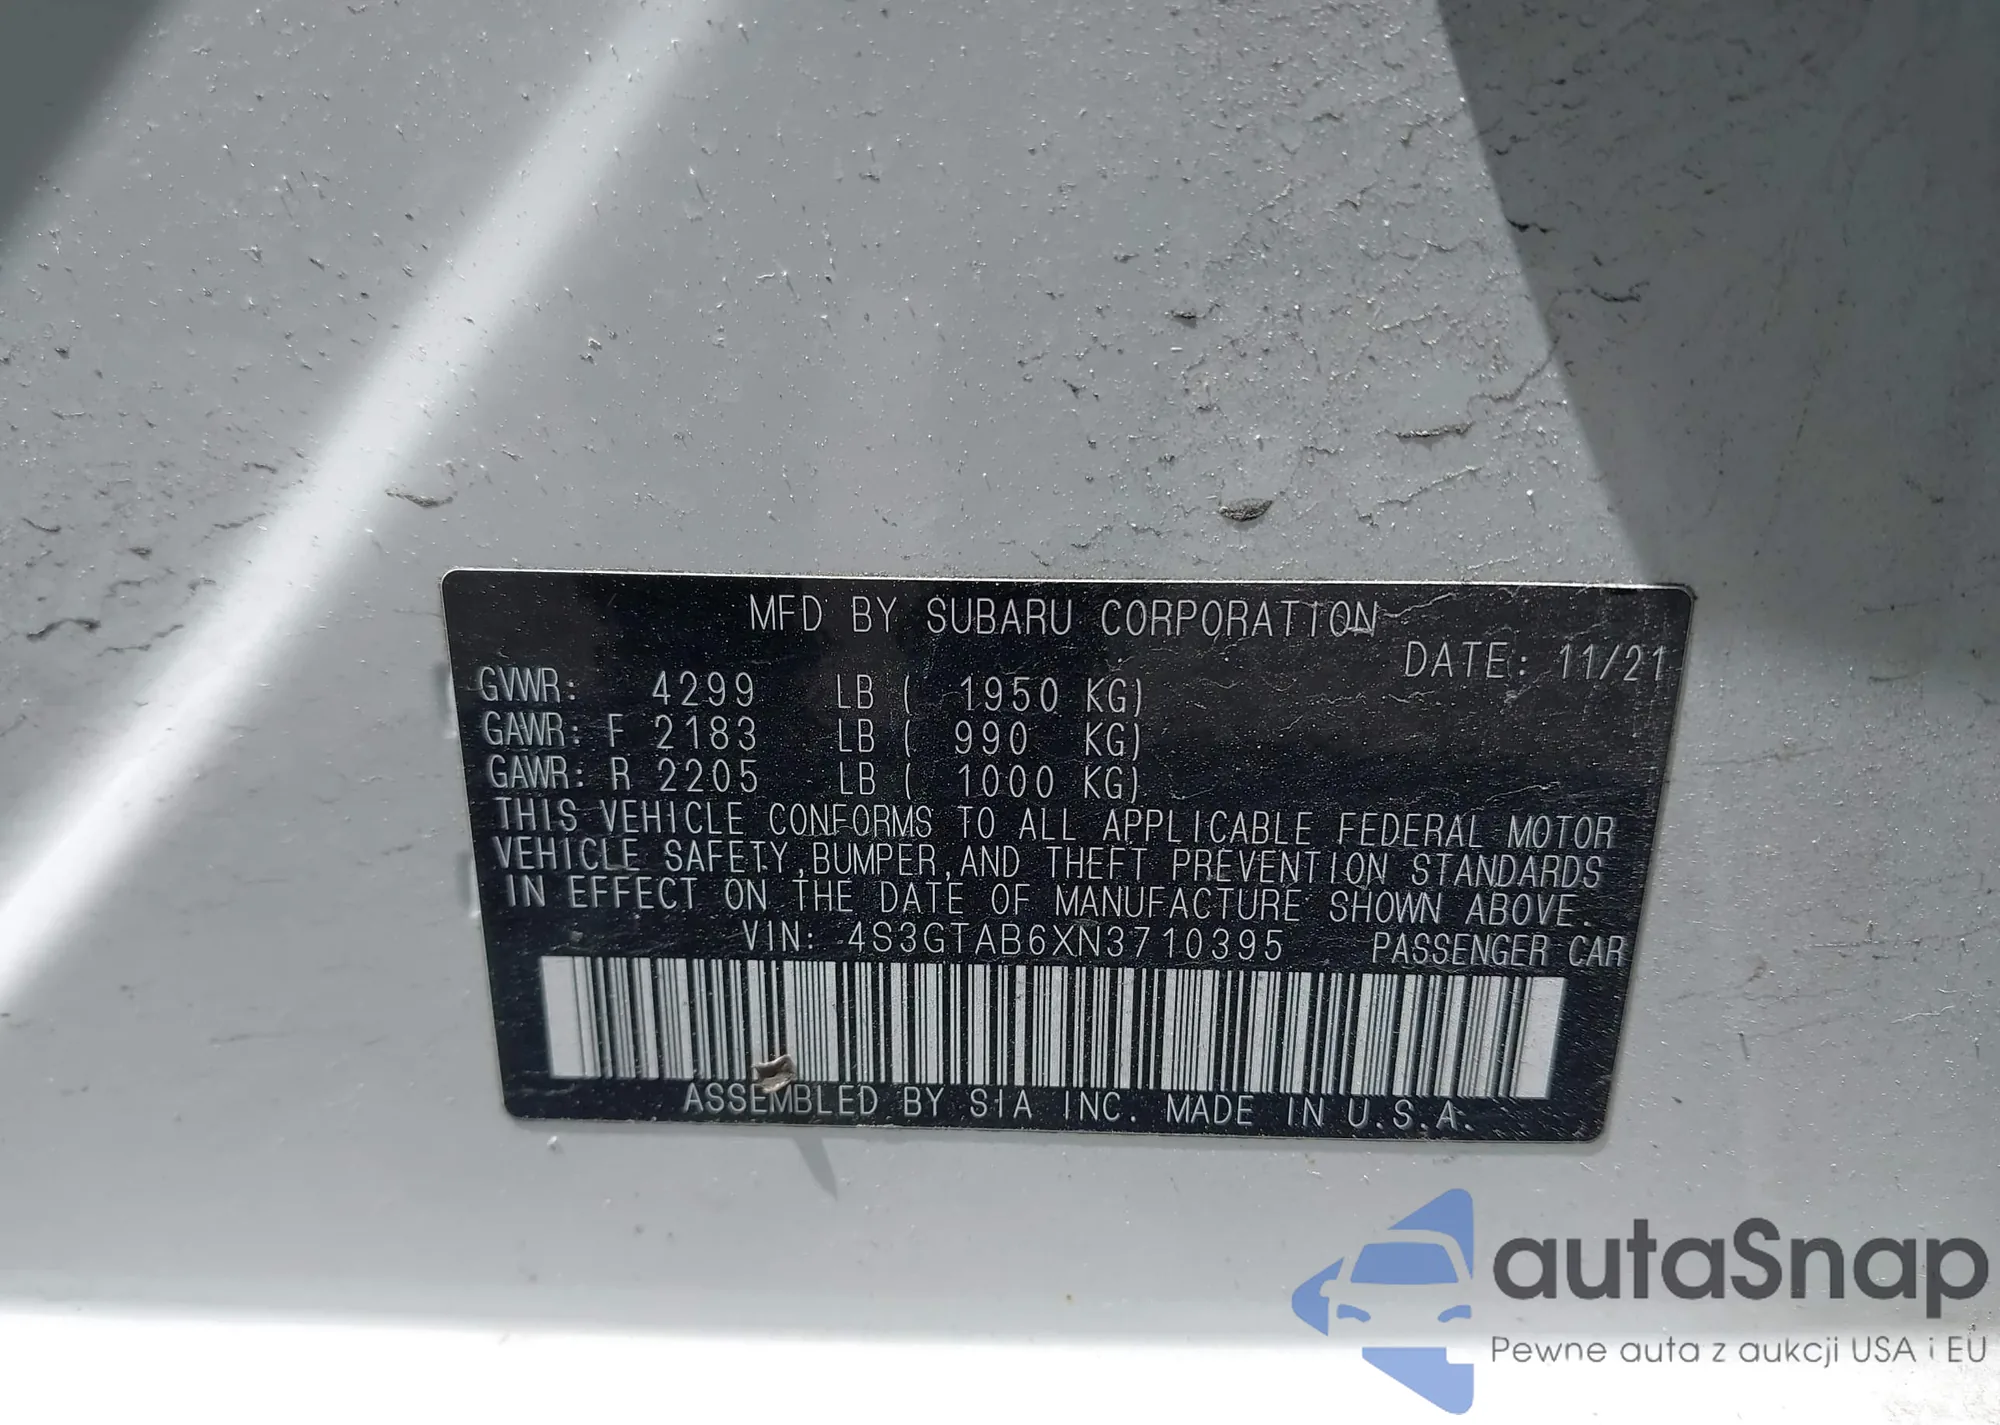 MFD BY SUBARU CORPORATION
DATE: 11/21
GVWR: 4299 LB ( 1950 KG)
GAWR: F 2183 LB ( 990 KG)
GAWR: R 2205 LB ( 1000 KG)
THIS VEHICLE CONFORMS TO ALL APPLICABLE FEDERAL MOTOR
VEHICLE SAFETY,BUMPER,AND THEFT PREVENTION STANDARDS
IN EFFECT ON THE DATE OF MANUFACTURE SHOWN ABOVE.
VIN: 4S3GTAB6XN3710395 PASSENGER CAR
ASSEMBLED BY SIA INC. MADE IN U.S.A.
autaSnap
Pewne auta z aukcji USA i EU